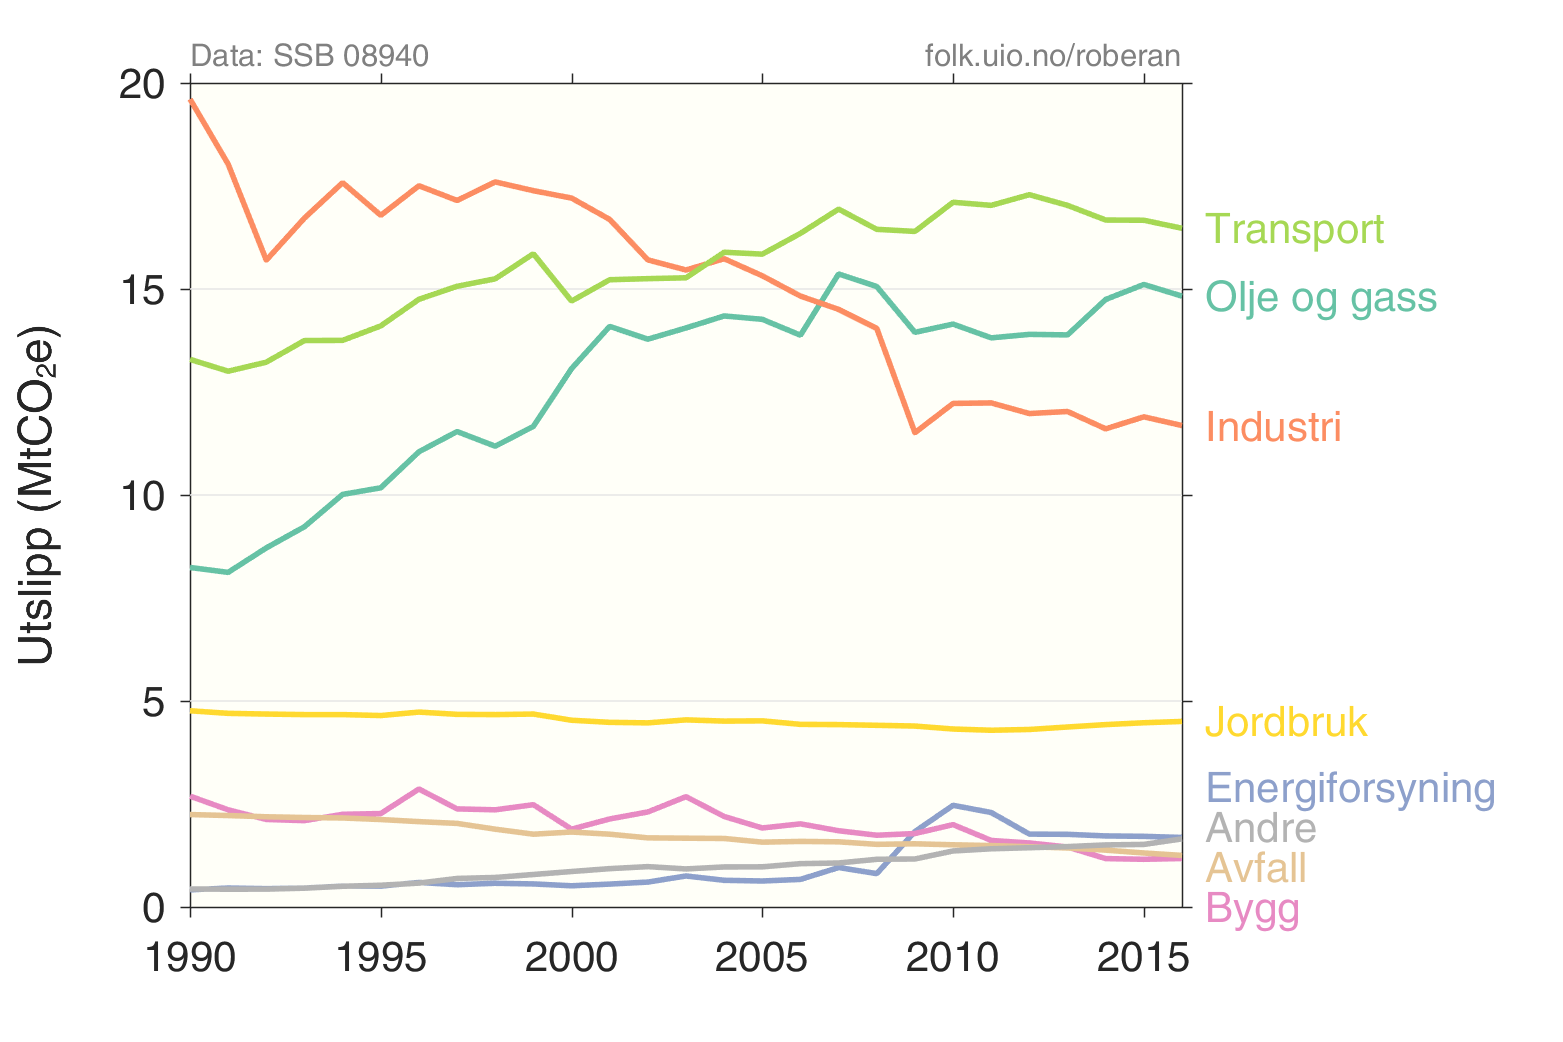 Data: SSB 08940
folk.uio.no/roberan
20
15
10
5
0
Utslipp (MtCO₂e)
1990
1995
2000
2005
2010
2015
Transport
Olje og gass
Industri
Jordbruk
Energiforsyning
Andre
Avfall
Bygg